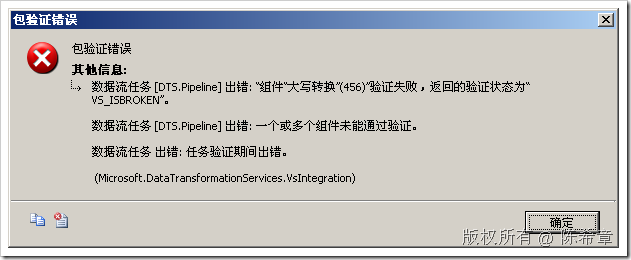 包验证错误
包验证错误
其他信息:
数据流任务 [DTS.Pipeline] 出错: “组件“大写转换”(456)”验证失败，返回的验证状态为“
VS_ISBROKEN”。
数据流任务 [DTS.Pipeline] 出错: 一个或多个组件未能通过验证。
数据流任务 出错: 任务验证期间出错。
(Microsoft.DataTransformationServices.VsIntegration)
确定
版权所有 @ 陈希章